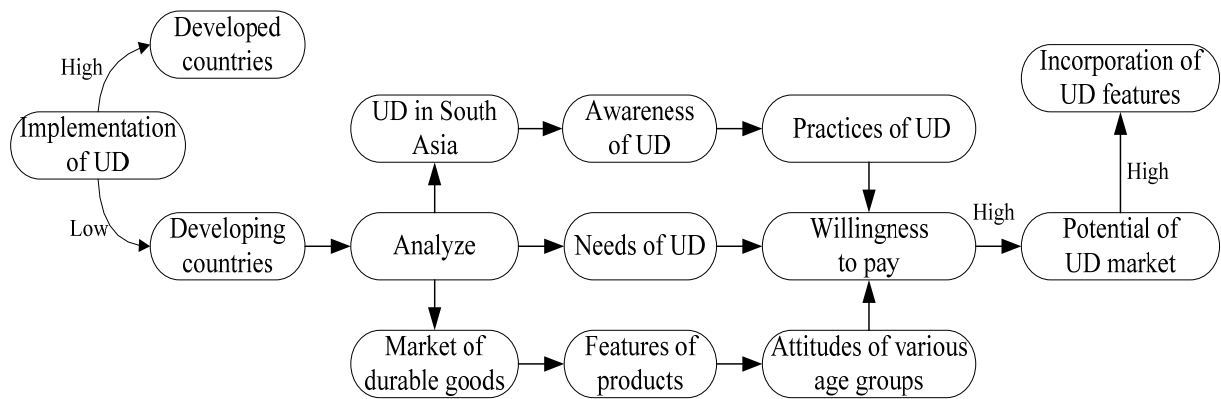 Developed
countries
High
Implementation
of UD
Low
Developing
countries
UD in South
Asia
Awareness
of UD
Practices of UD
Analyze
Needs of UD
Willingness
to pay
High
Potential of
UD market
High
Incorporation of
UD features
Market of
durable goods
Features of
products
Attitudes of various
age groups